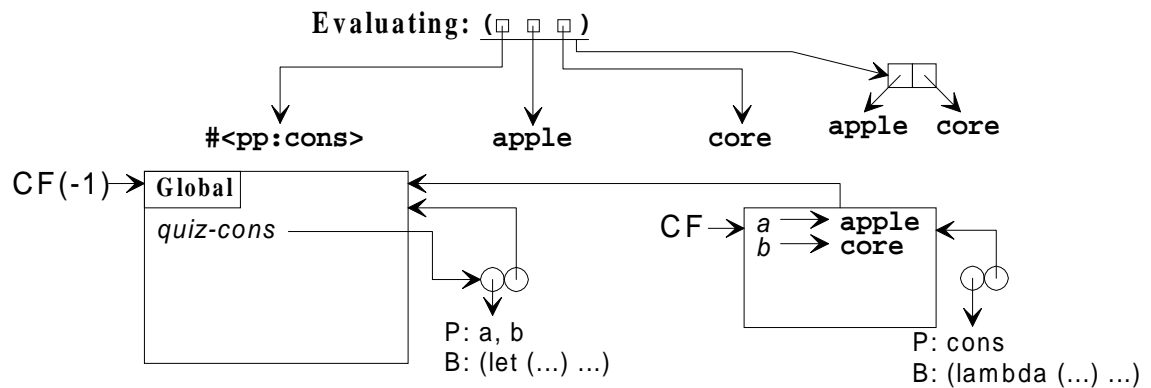 Evaluating: ( )
#<pp:cons> apple core apple core
CF(-1) Global
quiz-cons
CF a apple
b core
P: a, b
B: (let (...) ...)
P: cons
B: (lambda (...) ...)